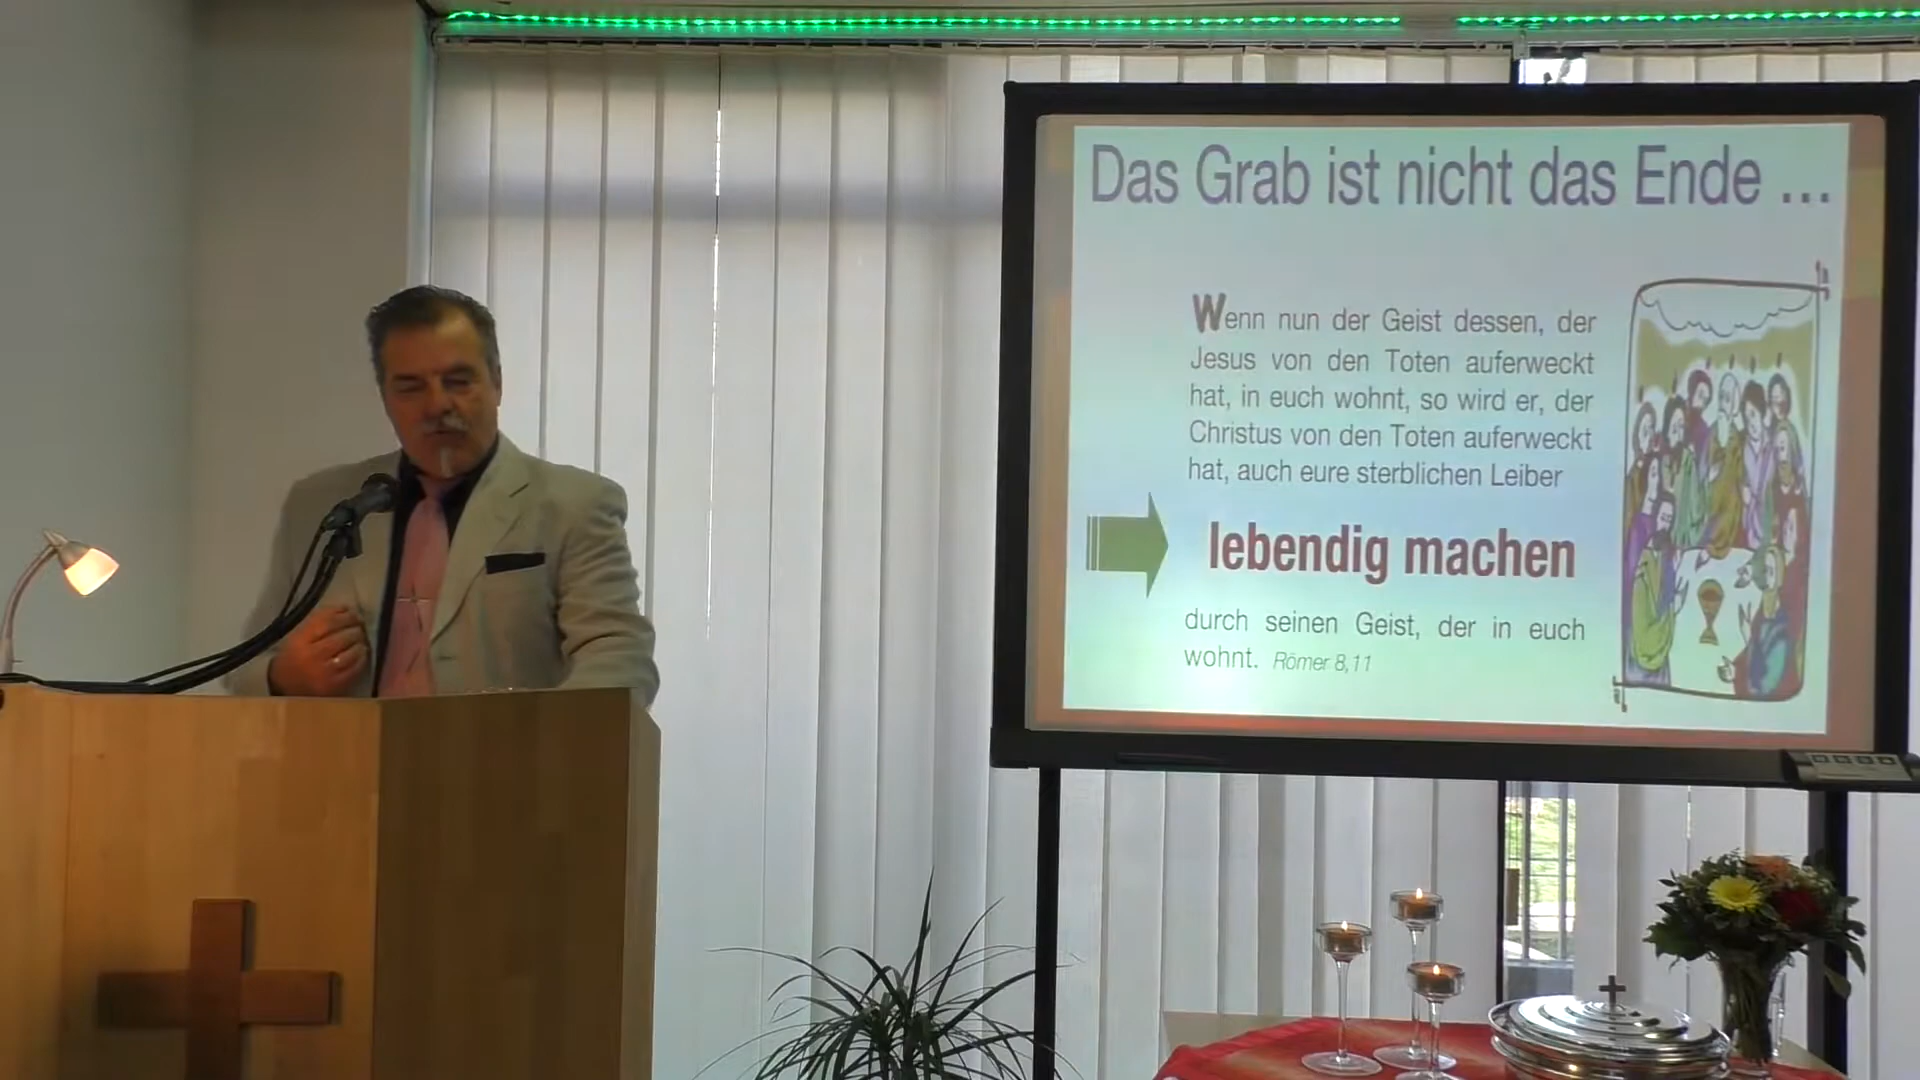 Das Grab ist nicht das Ende ...
Wenn nun der Geist dessen, der
Jesus von den Toten auferweckt
hat, in euch wohnt, so wird er, der
Christus von den Toten auferweckt
hat, auch eure sterblichen Leiber
lebendig machen
durch seinen Geist, der in euch
wohnt. Römer 8,11